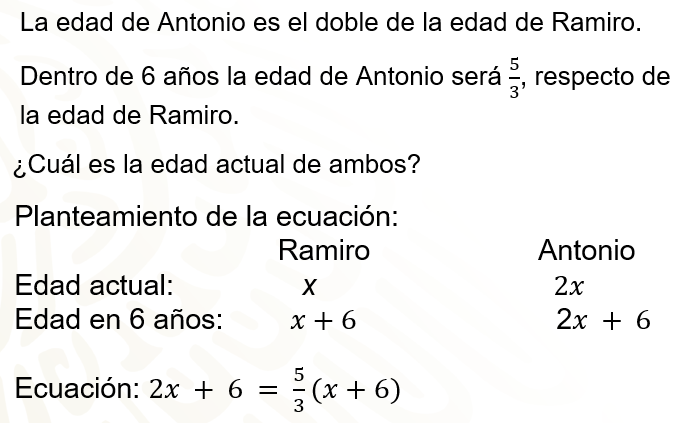 La edad de Antonio es el doble de la edad de Ramiro.
Dentro de 6 años la edad de Antonio será 5/3, respecto de
la edad de Ramiro.
¿Cuál es la edad actual de ambos?
Planteamiento de la ecuación:
Ramiro Antonio
Edad actual: x 2x
Edad en 6 años: x + 6 2x + 6
Ecuación: 2x + 6 = 5/3 (x + 6)